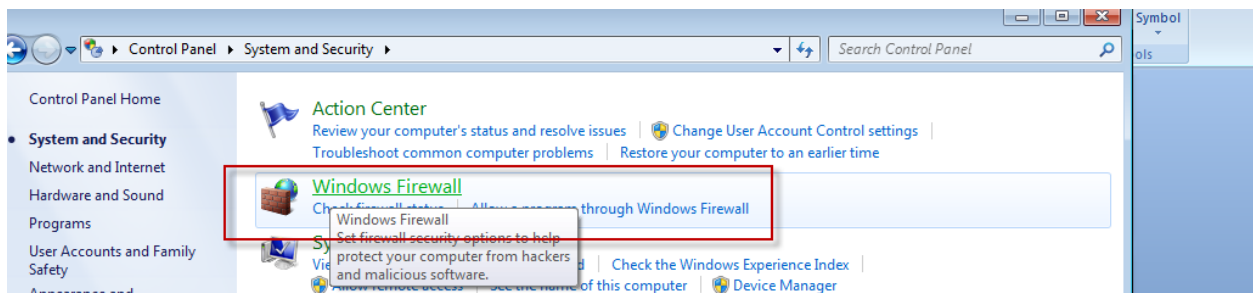 Symbol
Control Panel System and Security
Search Control Panel
ols
Control Panel Home
System and Security
Network and Internet
Hardware and Sound
Programs
User Accounts and Family
Safety
Action Center
Review your computer's status and resolve issues Change User Account Control settings
Troubleshoot common computer problems Restore your computer to an earlier time
Windows Firewall
Check firewall status Allow a program through Windows Firewall
Windows Firewall
Set firewall security options to help
protect your computer from hackers
and malicious software.
Check the Windows Experience Index
Allow remote access See the name of this computer Device Manager